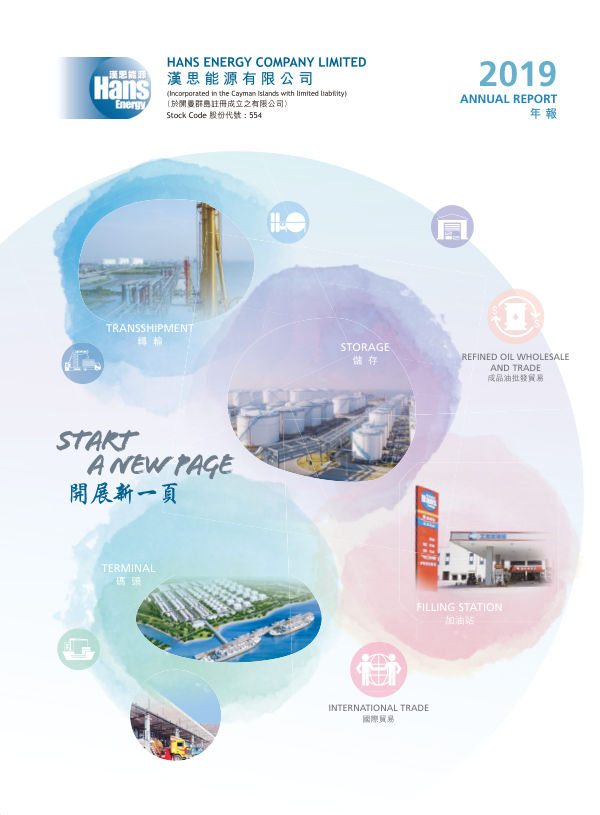 漢思能源
Hans
Energy
HANS ENERGY COMPANY LIMITED
漢思能源有限公司
(Incorporated in the Cayman Islands with limited liability)
(於開曼群島註冊成立之有限公司)
Stock Code 股份代號：554
2019
ANNUAL REPORT
年報
TRANSSHIPMENT
轉輸
STORAGE
儲存
REFINED OIL WHOLESALE
AND TRADE
成品油批發貿易
START
A NEW PAGE
開展新一頁
TERMINAL
碼頭
Hans
FILLING STATION
加油站
INTERNATIONAL TRADE
國際貿易